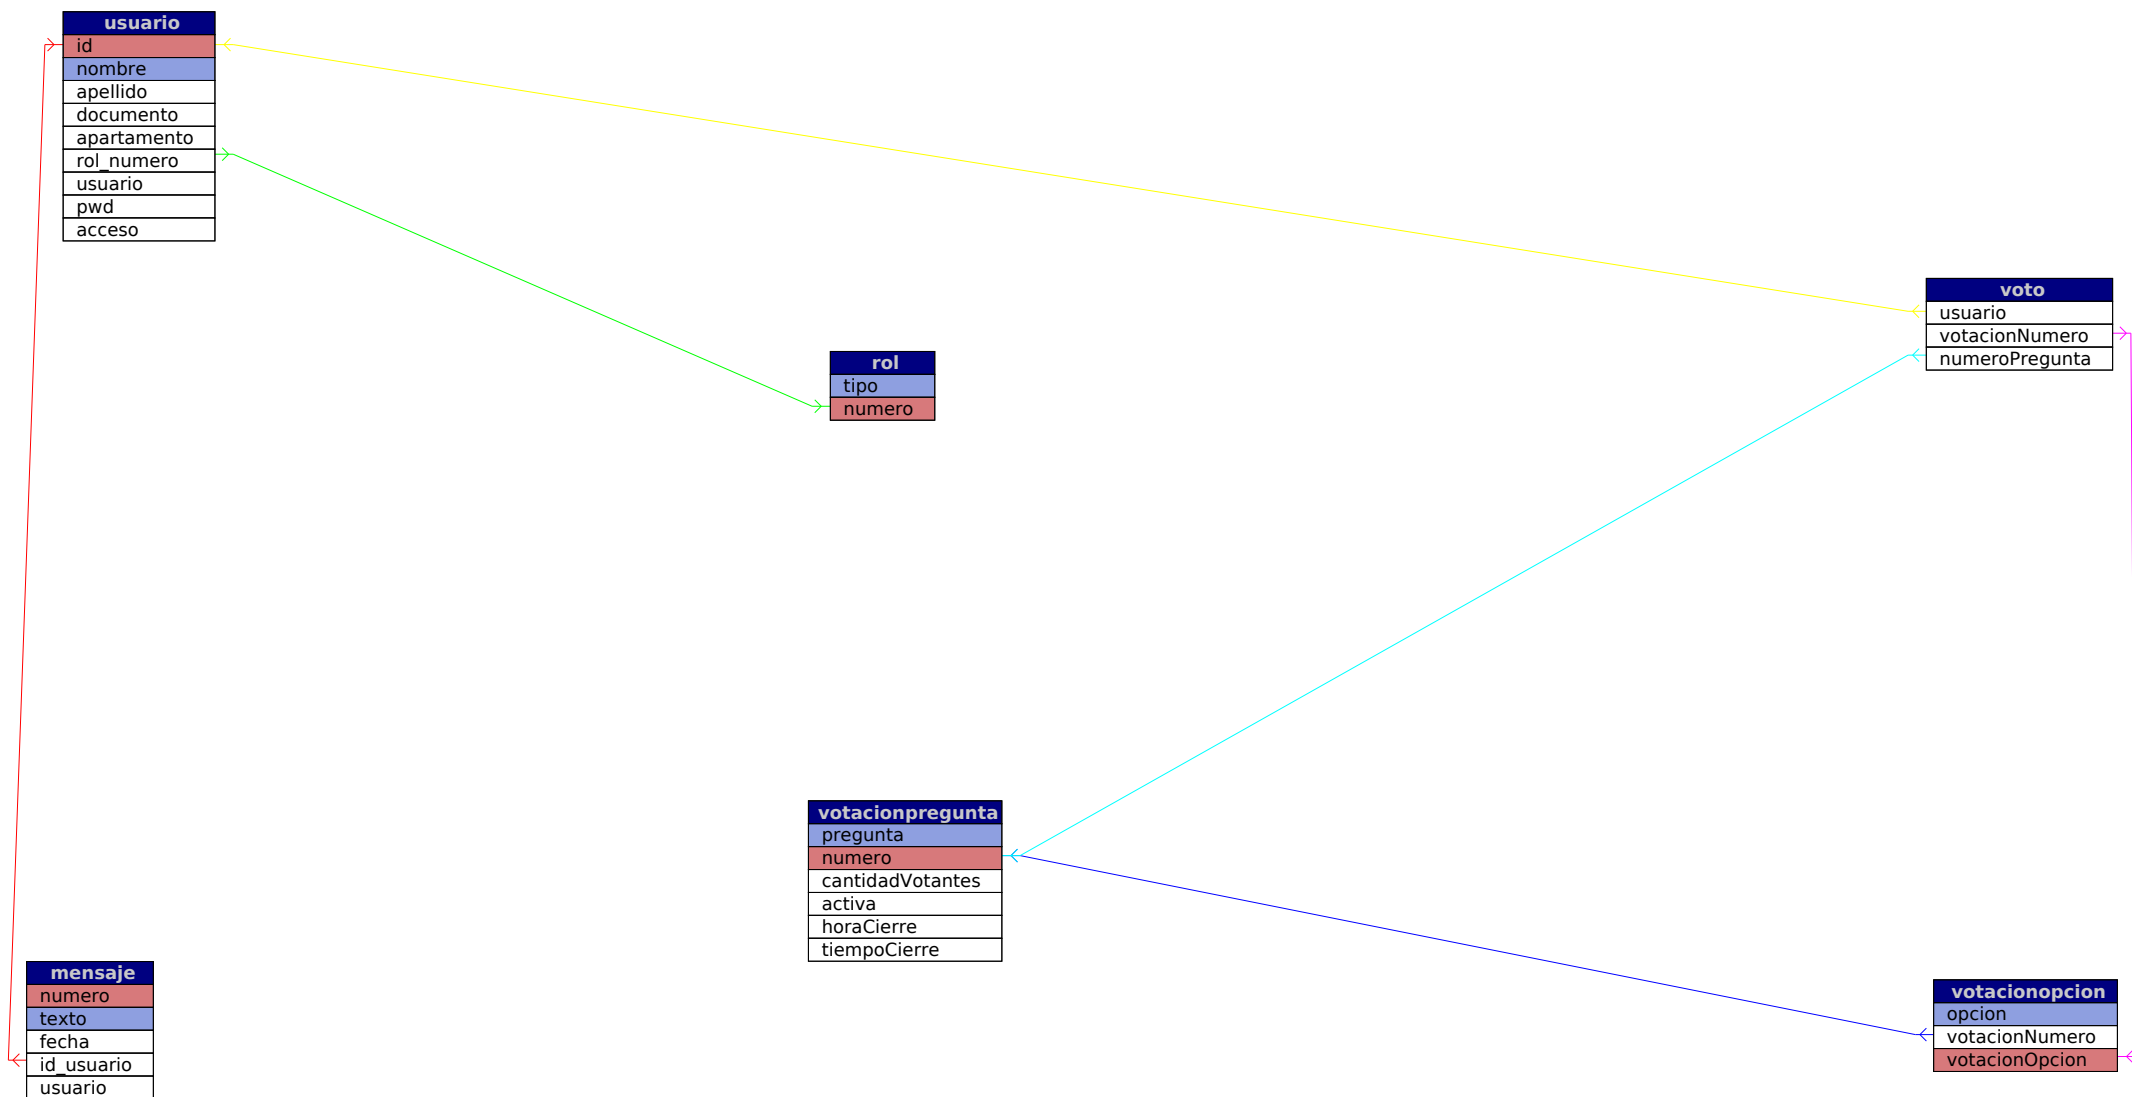 usuario
id
nombre
apellido
documento
apartamento
rol_numero
usuario
pwd
acceso
voto
usuario
votacionNumero
numeroPregunta
rol
tipo
numero
votacionpregunta
pregunta
numero
cantidadVotantes
activa
horaCierre
tiempoCierre
mensaje
numero
texto
fecha
id_usuario
usuario
votacionopcion
opcion
votacionNumero
votacionOpcion